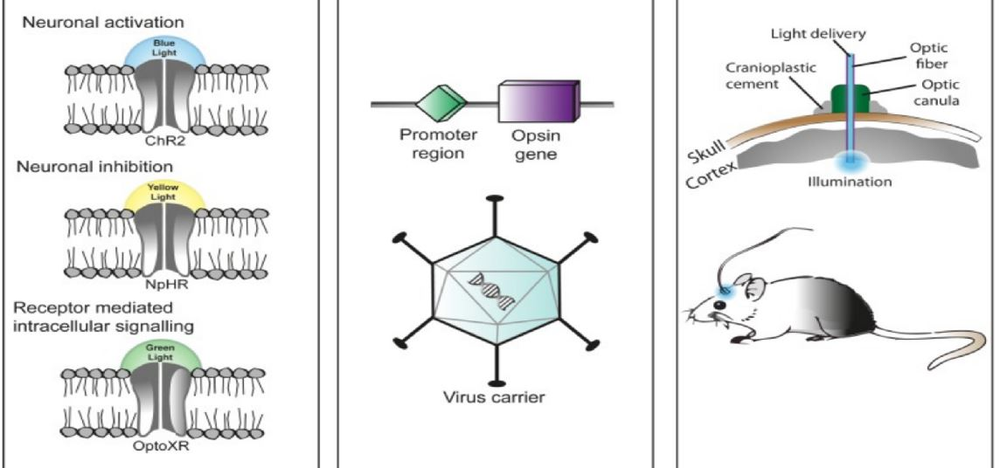 Neuronal activation
Blue
Light
ChR2
Neuronal inhibition
Yellow
Light
NpHR
Receptor mediated
intracellular signalling
Green
Light
OptoXR
Promoter
region
Opsin
gene
Virus carrier
Light delivery
Optic
fiber
Cranioplastic
cement
Optic
canula
Skull
Cortex
Illumination